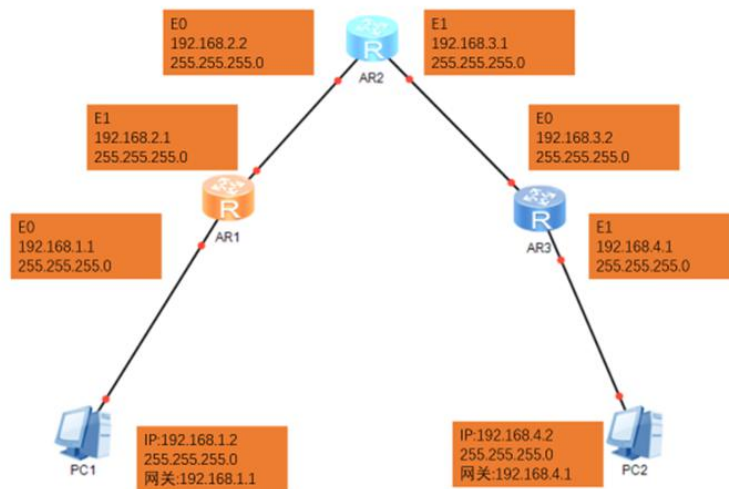 E0
192.168.2.2
255.255.255.0
R
AR2
E1
192.168.3.1
255.255.255.0
E1
192.168.2.1
255.255.255.0
E0
192.168.3.2
255.255.255.0
R
AR1
R
AR3
E0
192.168.1.1
255.255.255.0
E1
192.168.4.1
255.255.255.0
PC1
IP:192.168.1.2
255.255.255.0
网关:192.168.1.1
IP:192.168.4.2
255.255.255.0
网关:192.168.4.1
PC2